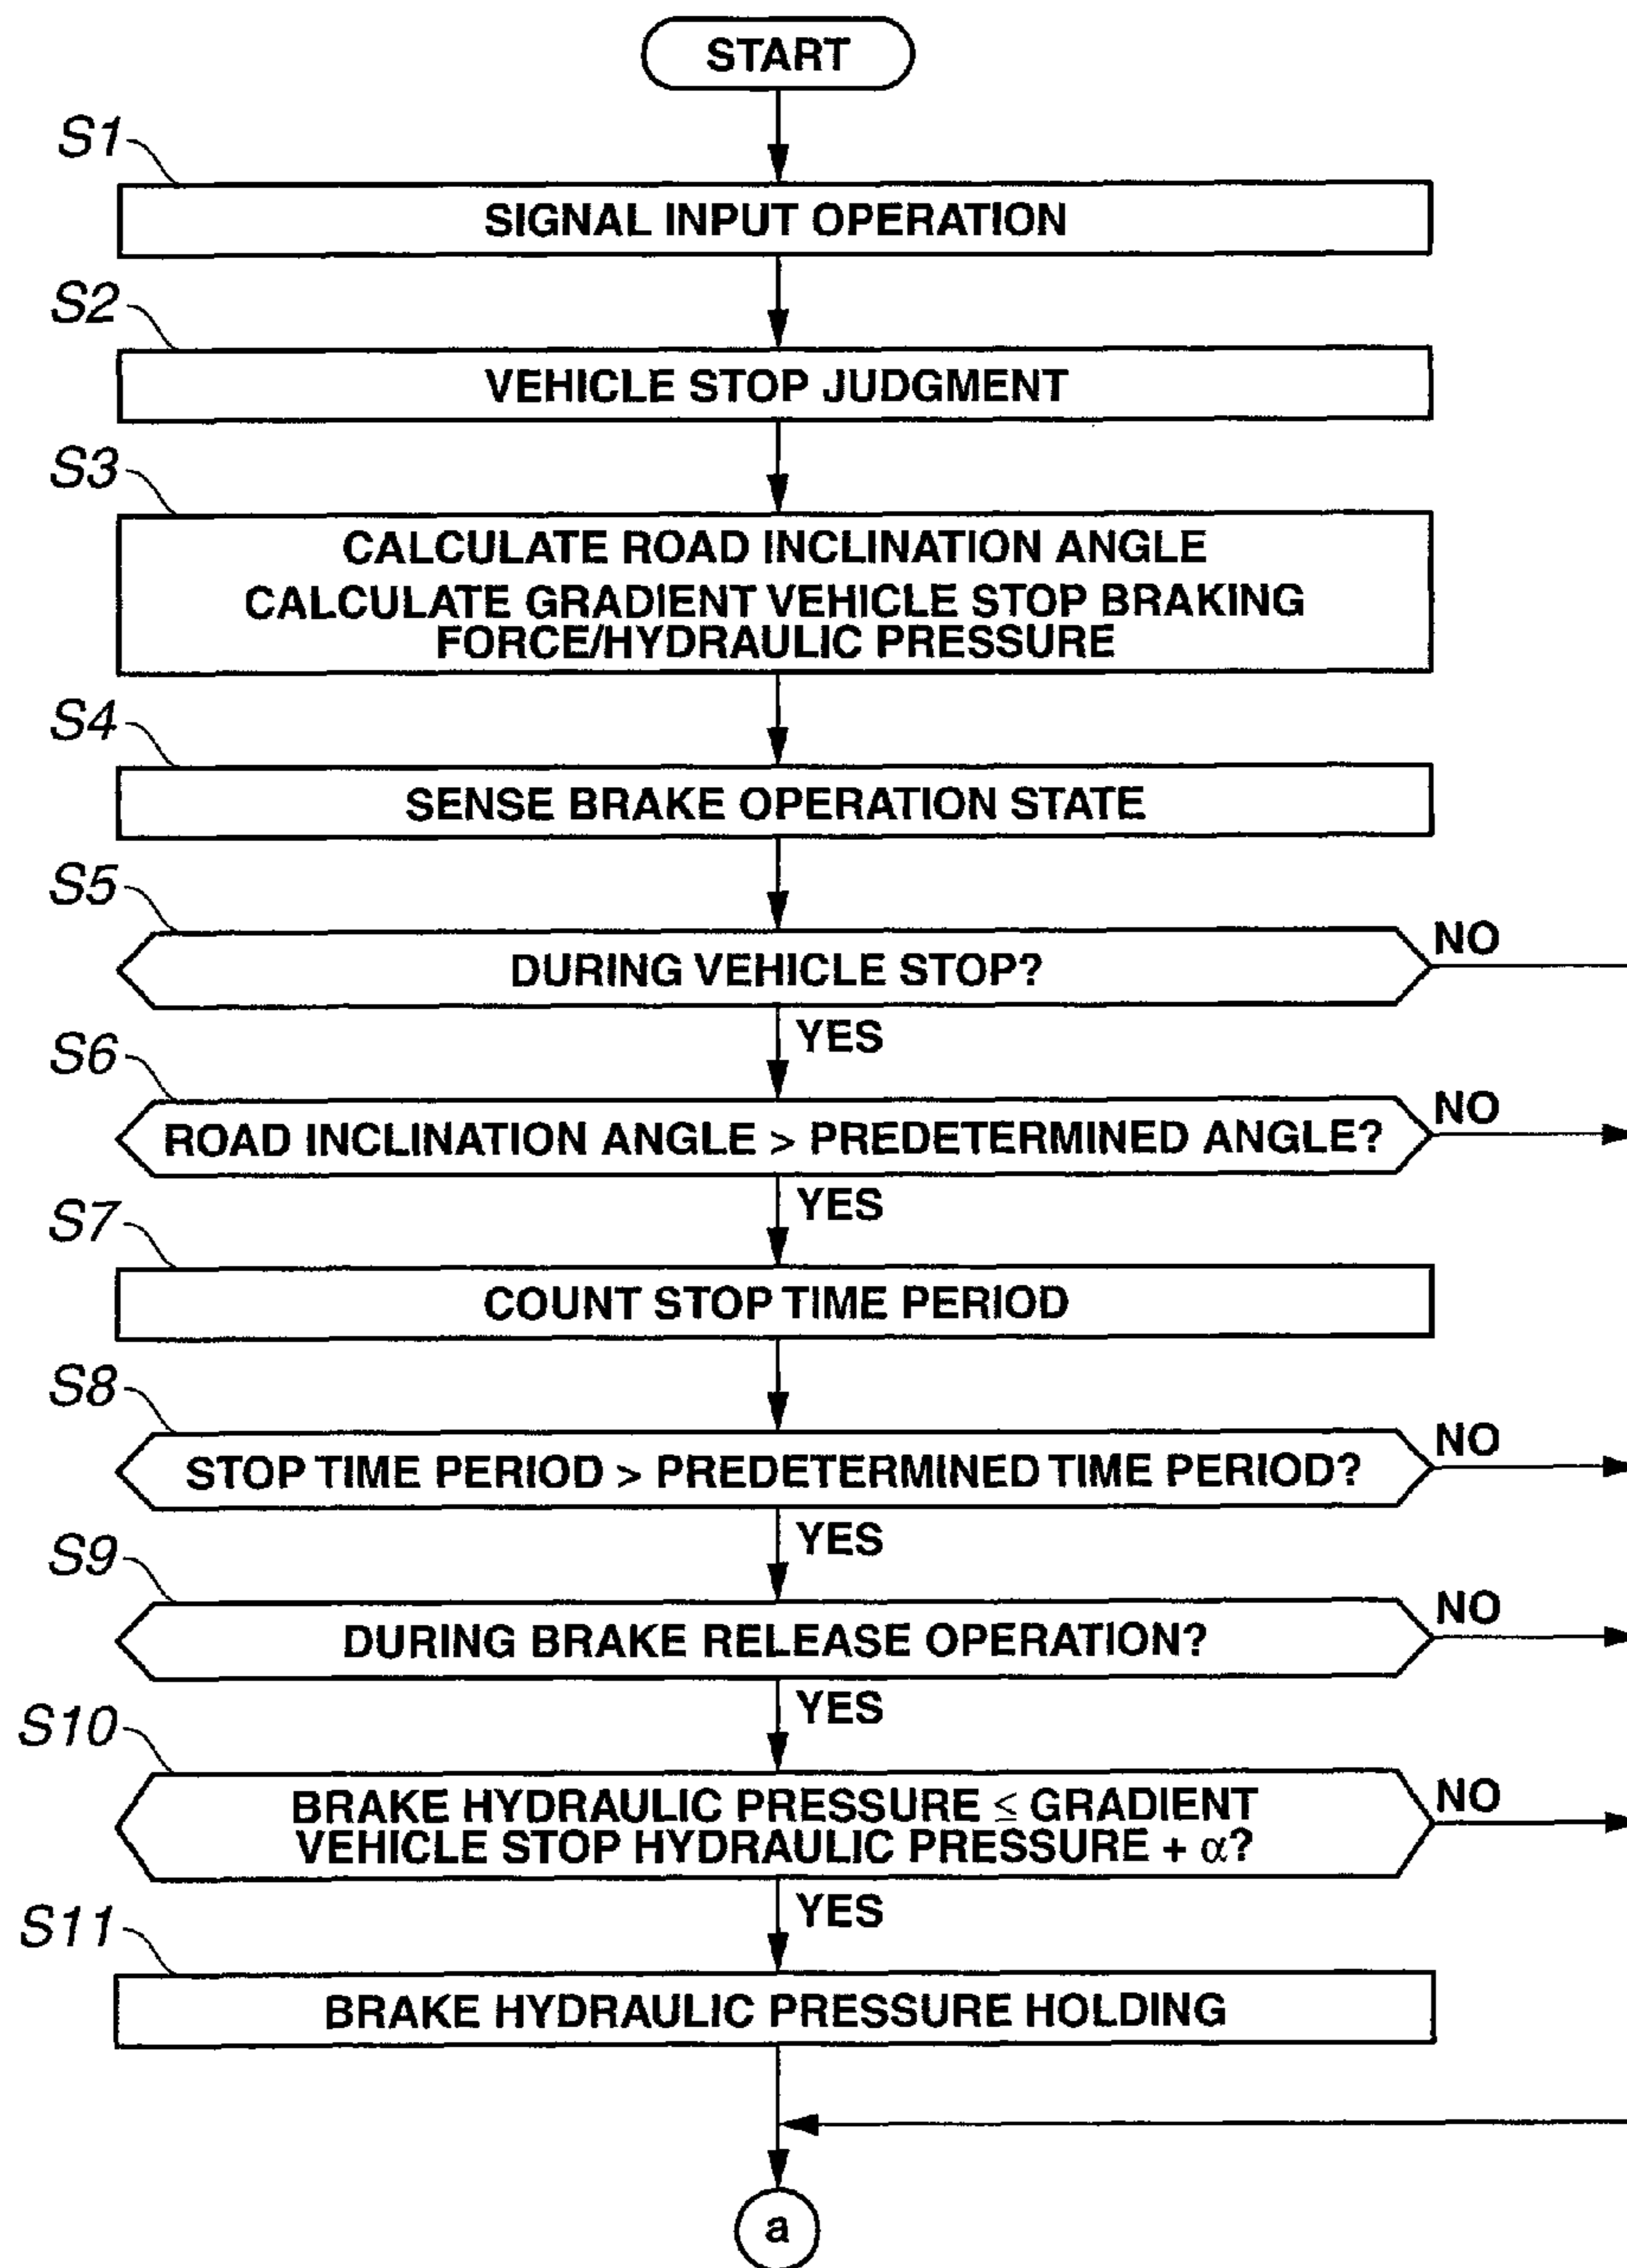 START
S1
SIGNAL INPUT OPERATION
S2
VEHICLE STOP JUDGMENT
S3
CALCULATE ROAD INCLINATION ANGLE
CALCULATE GRADIENT VEHICLE STOP BRAKING
FORCE/HYDRAULIC PRESSURE
S4
SENSE BRAKE OPERATION STATE
S5
DURING VEHICLE STOP?
NO
YES
S6
ROAD INCLINATION ANGLE > PREDETERMINED ANGLE?
NO
YES
S7
COUNT STOP TIME PERIOD
S8
STOP TIME PERIOD > PREDETERMINED TIME PERIOD?
NO
YES
S9
DURING BRAKE RELEASE OPERATION?
NO
YES
S10
BRAKE HYDRAULIC PRESSURE ≤ GRADIENT
VEHICLE STOP HYDRAULIC PRESSURE + α?
NO
YES
S11
BRAKE HYDRAULIC PRESSURE HOLDING
a